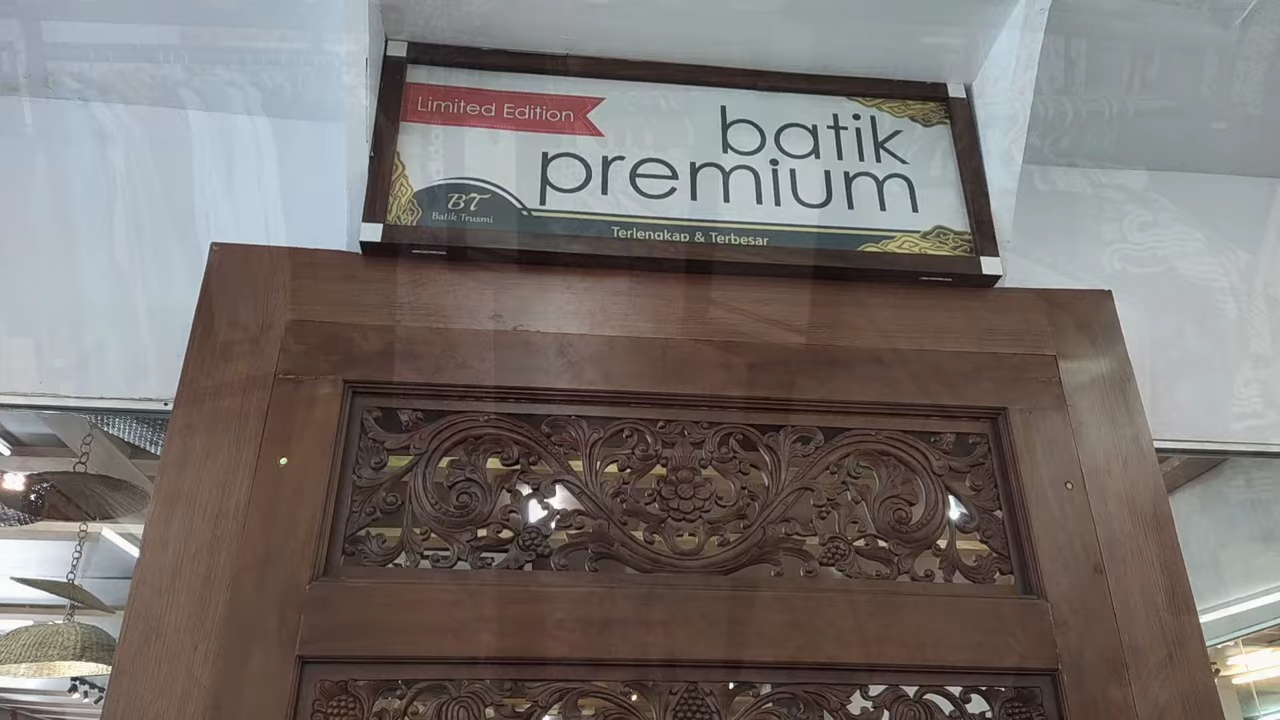 Limited Edition
batik
premium
BT
Batik Trusmi
Terlengkap & Terbesar